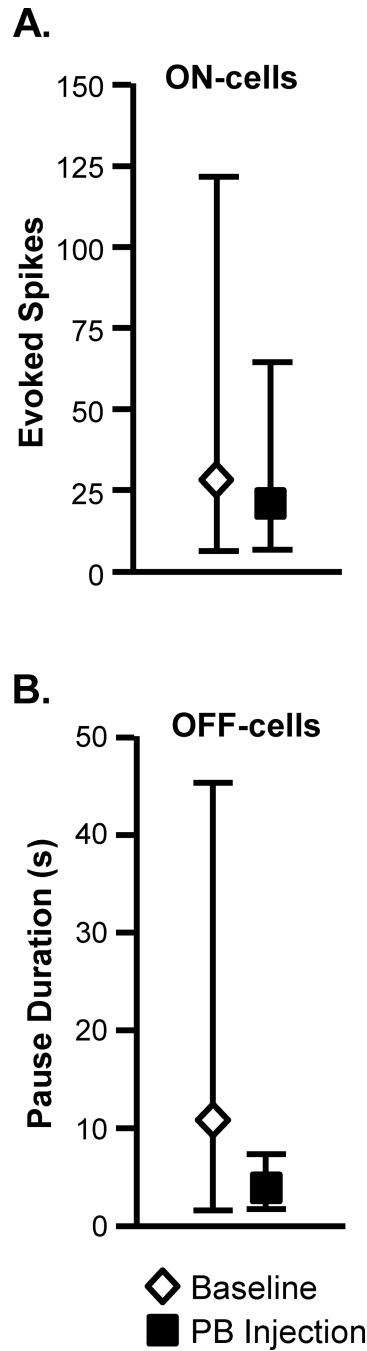 A.
ON-cells
150
125
100
75
50
25
0
Evoked Spikes
B.
OFF-cells
50
40
30
20
10
0
Pause Duration (s)
Baseline
PB Injection